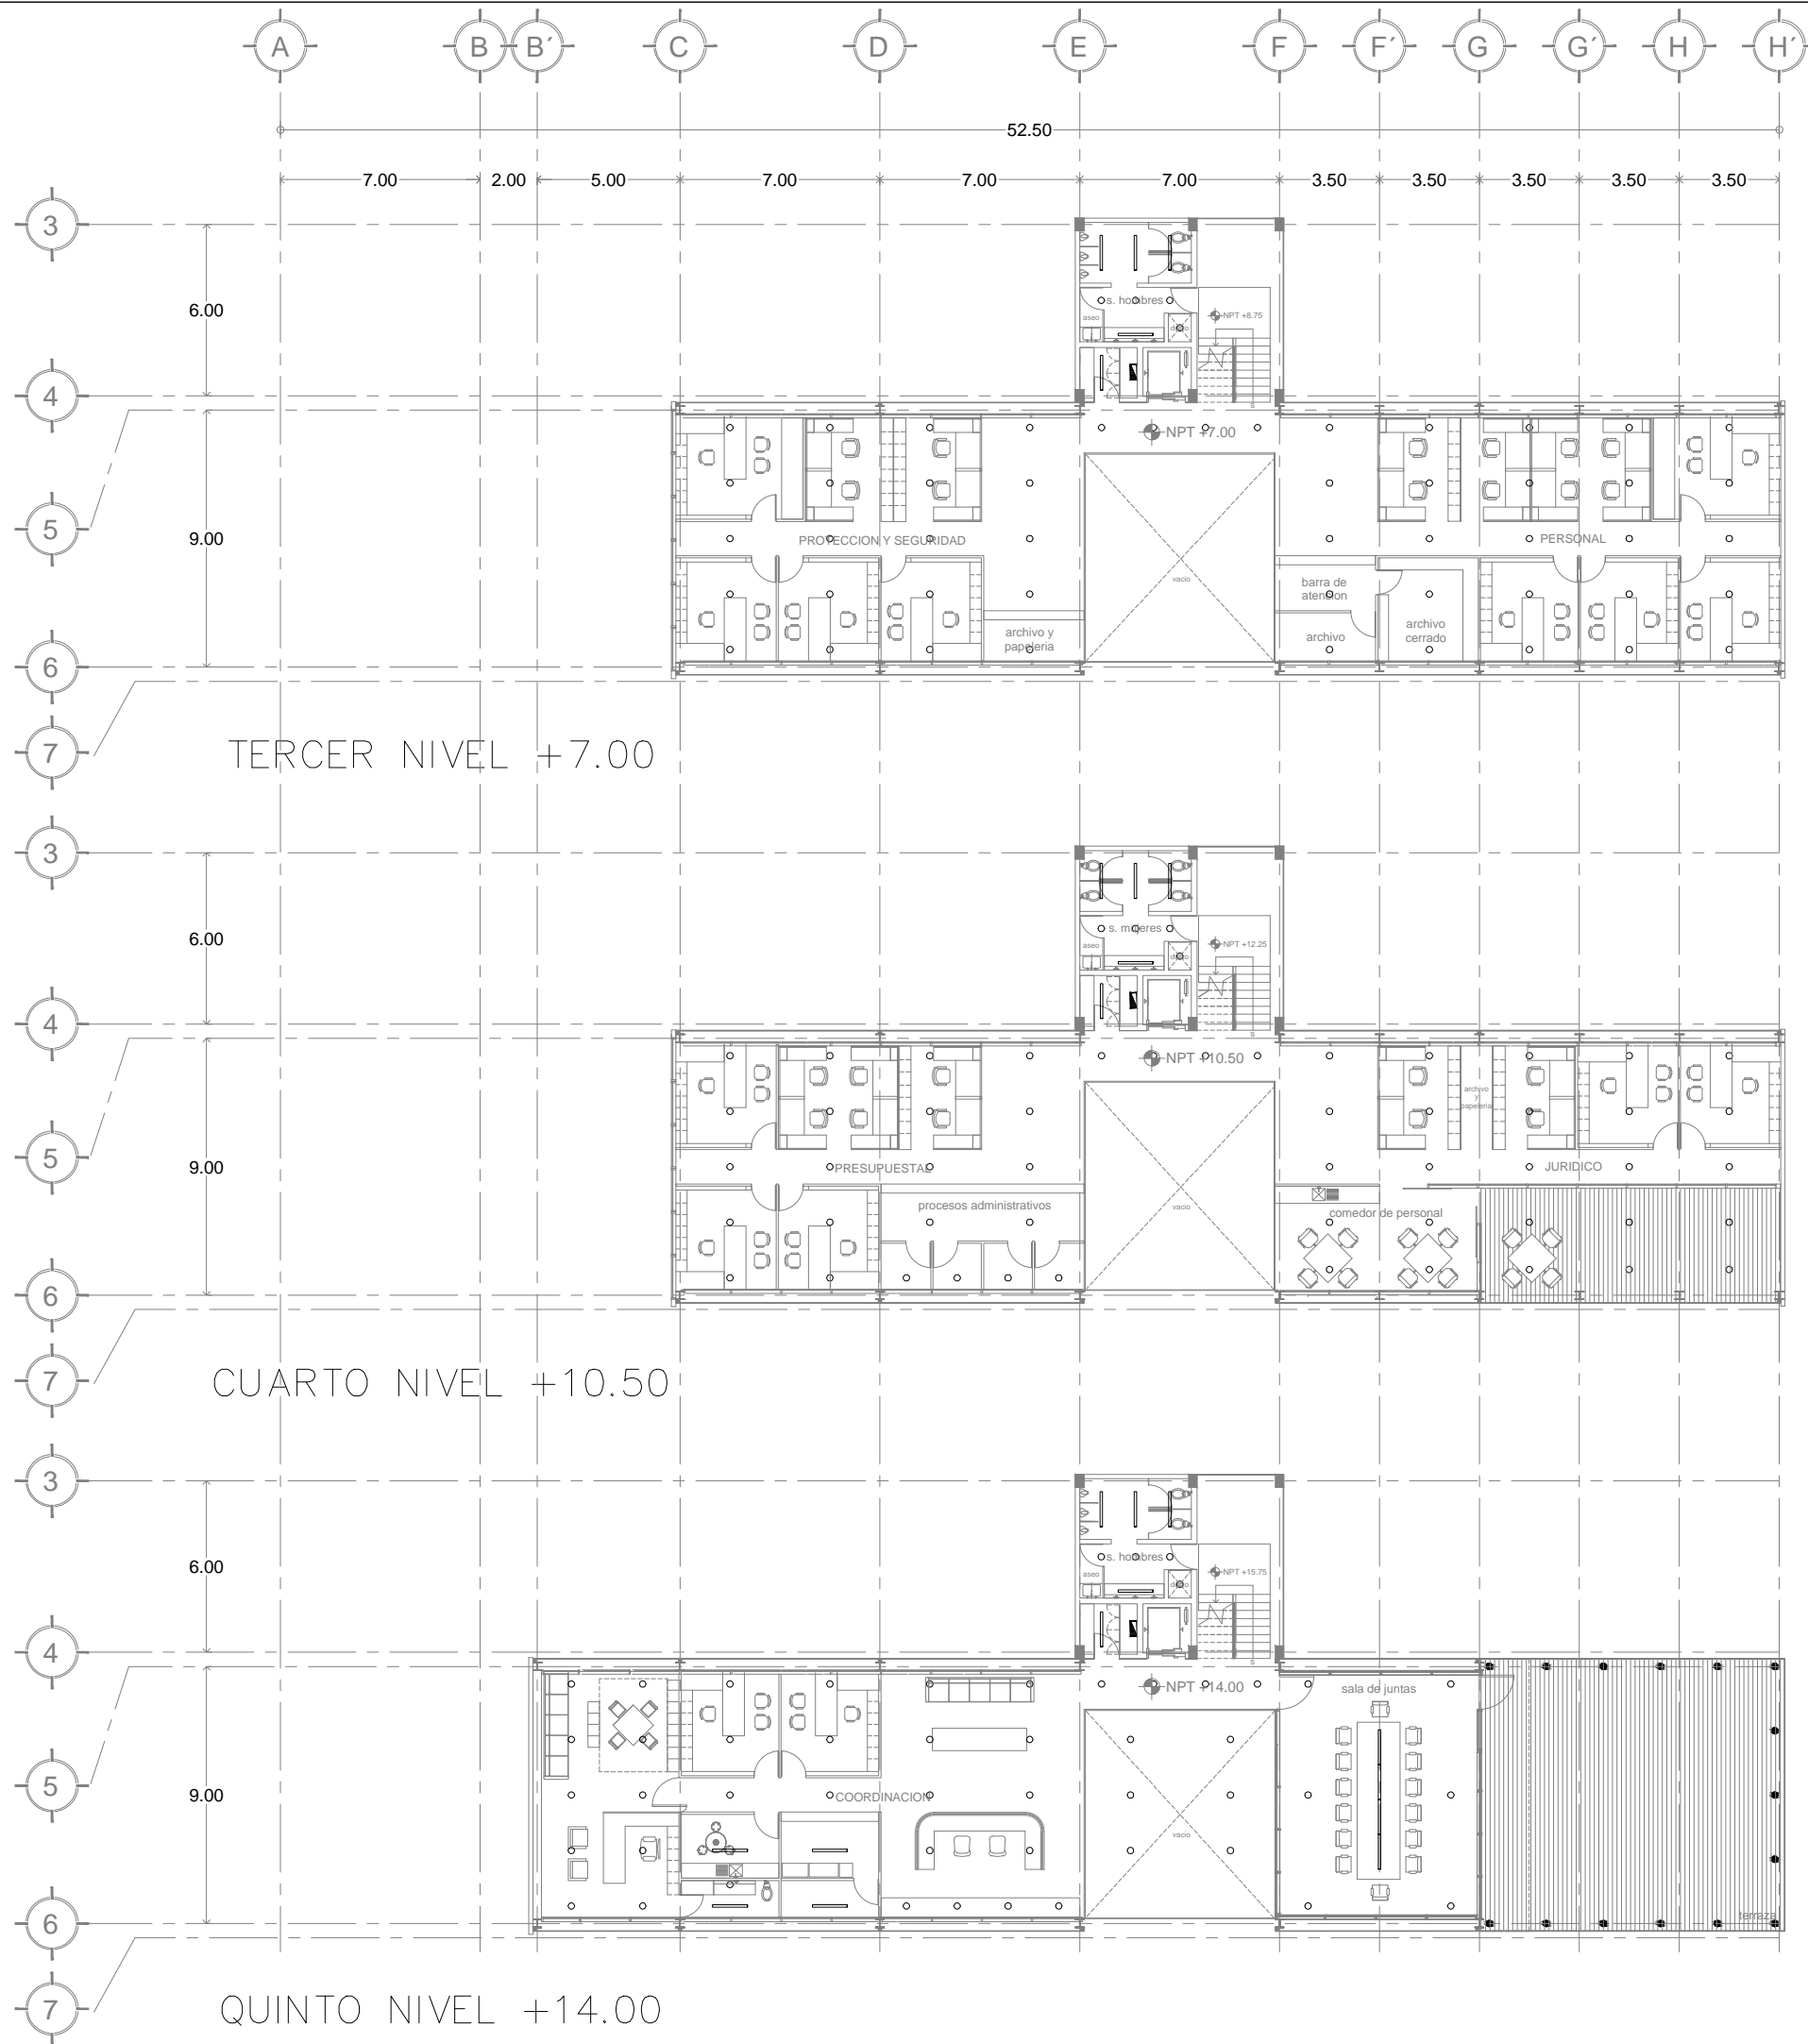 A B B´ C D E F F´ G G´ H H´
52.50
7.00 2.00 5.00 7.00 7.00 7.00 3.50 3.50 3.50 3.50 3.50
3
6.00
s. hombres
aseo
ducto
NPT +8.75
4
S
NPT +7.00
5
9.00
PROTECCION Y SEGURIDAD
PERSONAL
vacio
barra de
atencion
archivo y
papeleria
archivo
archivo
cerrado
6
7
TERCER NIVEL +7.00
3
6.00
s. mujeres
aseo
ducto
NPT +12.25
4
S
NPT +10.50
archivo
y
papeleria
5
9.00
PRESUPUESTAL
JURIDICO
procesos administrativos
vacio
comedor de personal
6
7
CUARTO NIVEL +10.50
3
6.00
s. hombres
aseo
ducto
NPT +15.75
4
S
NPT +14.00
sala de juntas
5
9.00
COORDINACION
vacio
6
terraza
7
QUINTO NIVEL +14.00